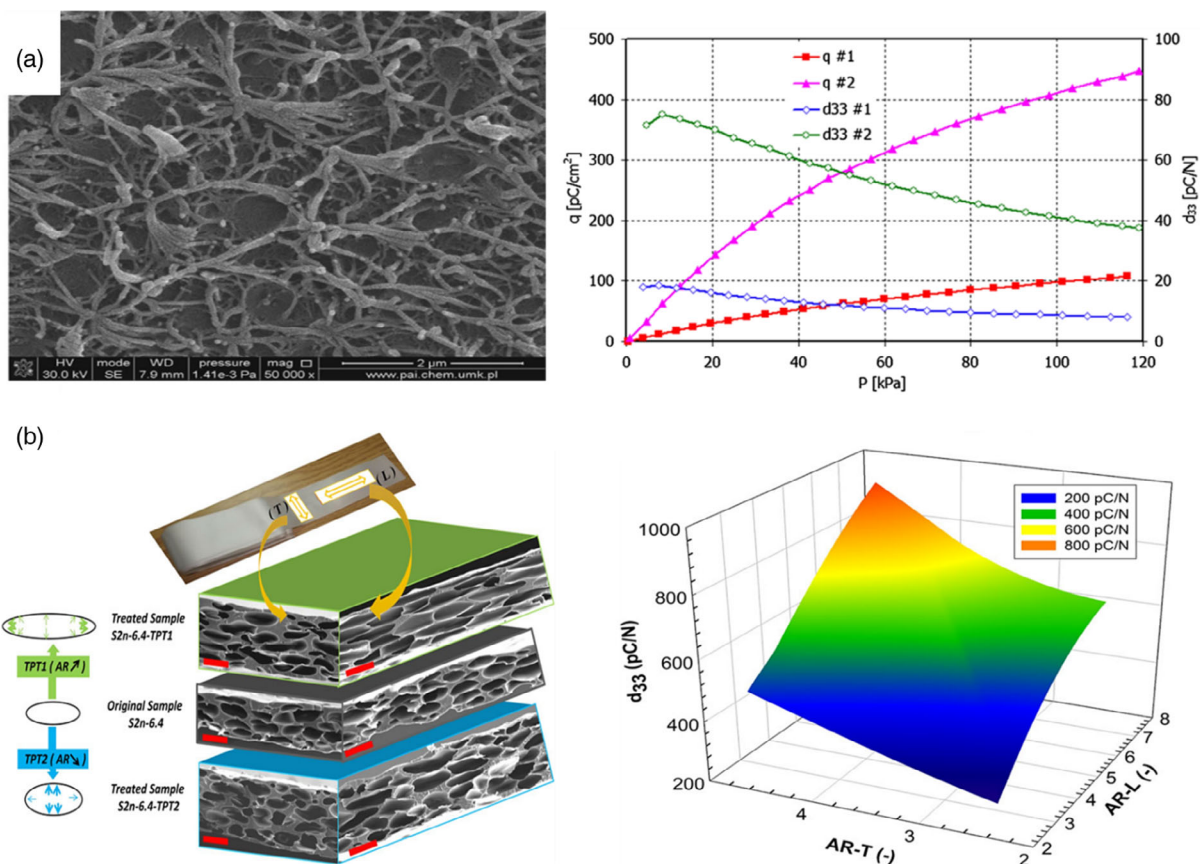 (a)
HV mode WD pressure mag □ 2 µm
30.0 kV SE 7.9 mm 1.41e-3 Pa 50 000 x www.pai.chem.umk.pl
q #1
q #2
d33 #1
d33 #2
500
400
300
200
100
0
q [pC/cm²]
100
80
60
40
20
0
d₃₃ [pC/N]
0 20 40 60 80 100 120
P [kPa]
(b)
(T) (L)
Treated Sample
S2n-6.4-TPT1
TPT1 ( AR↗)
Original Sample
S2n-6.4
TPT2 ( AR↘)
Treated Sample
S2n-6.4-TPT2
200 pC/N
400 pC/N
600 pC/N
800 pC/N
1000
800
600
400
200
d33 (pC/N)
4 3 2
AR-T (-)
2 3 4 5 6 7 8
AR-L (-)